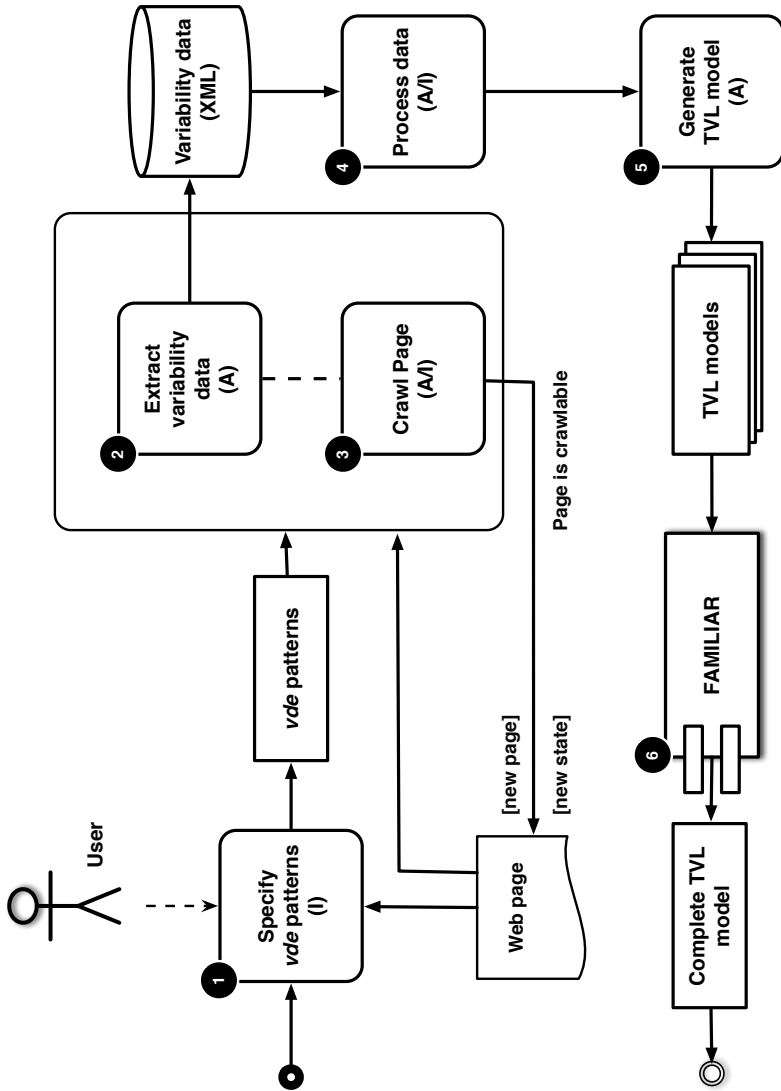 User
1
Specify
vde patterns
(I)
vde patterns
2
Extract
variability
data
(A)
3
Crawl Page
(A/I)
Variability data
(XML)
4
Process data
(A/I)
Web page
[new page]
[new state]
Page is crawlable
5
Generate
TVL model
(A)
TVL models
6
FAMILIAR
Complete TVL
model